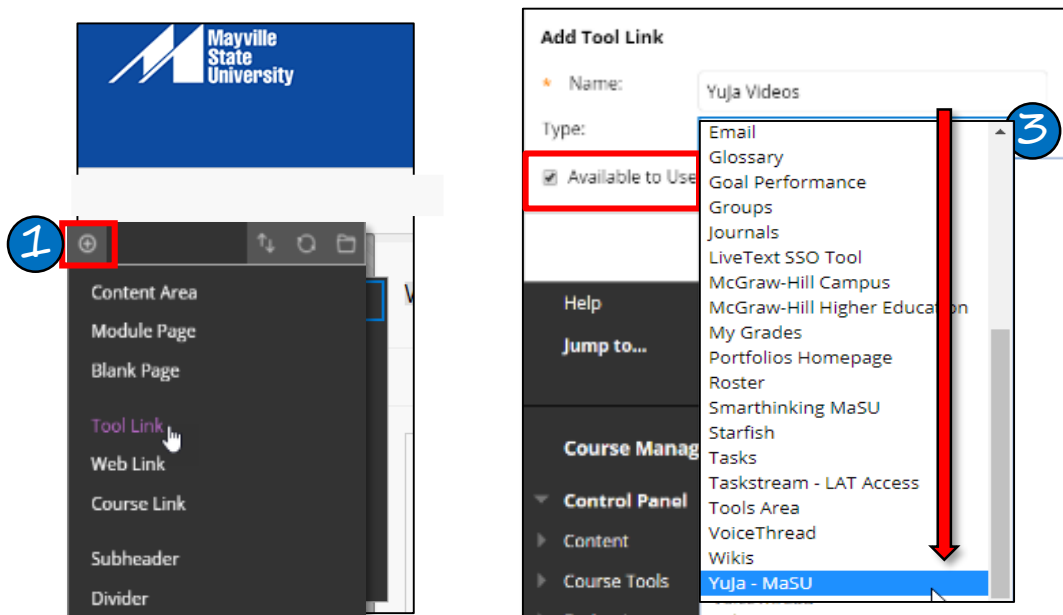 Mayville
State
University
1
Content Area
Module Page
Blank Page
Tool Link
Web Link
Course Link
Subheader
Divider
Add Tool Link
* Name:
YuJa Videos
Type:
3
Available to Use
Email
Glossary
Goal Performance
Groups
Journals
LiveText SSO Tool
McGraw-Hill Campus
McGraw-Hill Higher Education
My Grades
Portfolios Homepage
Roster
Smarthinking MaSU
Starfish
Tasks
Taskstream - LAT Access
Tools Area
VoiceThread
Wikis
YuJa - MaSU
Help
Jump to...
Course Manag
Control Panel
Content
Course Tools